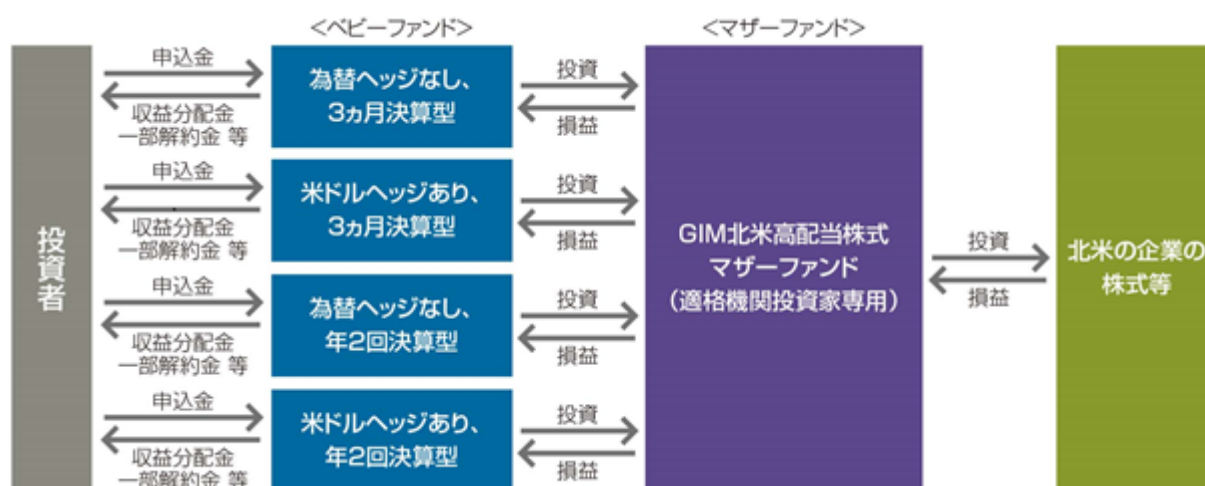 <ベビーファンド>
<マザーファンド>
投資者
申込金
収益分配金
一部解約金 等
為替ヘッジなし、
3ヵ月決算型
投資
損益
申込金
収益分配金
一部解約金 等
米ドルヘッジあり、
3ヵ月決算型
投資
損益
申込金
収益分配金
一部解約金 等
為替ヘッジなし、
年2回決算型
投資
損益
申込金
収益分配金
一部解約金 等
米ドルヘッジあり、
年2回決算型
投資
損益
GIM北米高配当株式
マザーファンド
(適格機関投資家専用)
投資
損益
北米の企業の
株式等